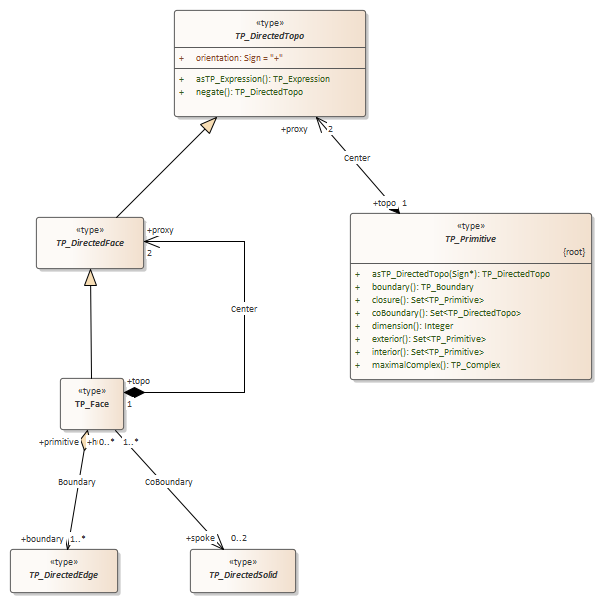 «type»
TP_DirectedTopo
+ orientation: Sign = "+"
+ asTP_Expression(): TP_Expression
+ negate(): TP_DirectedTopo
+proxy 2
Center
+topo 1
«type»
TP_DirectedFace
+proxy
2
«type»
TP_Primitive
{root}
+ asTP_DirectedTopo(Sign*): TP_DirectedTopo
+ boundary(): TP_Boundary
+ closure(): Set<TP_Primitive>
+ coBoundary(): Set<TP_DirectedTopo>
+ dimension(): Integer
+ exterior(): Set<TP_Primitive>
+ interior(): Set<TP_Primitive>
+ maximalComplex(): TP_Complex
Center
«type»
TP_Face
+topo
1
+primitive +h 0..* 1..*
Boundary
CoBoundary
+boundary 1..*
+spoke 0..2
«type»
TP_DirectedEdge
«type»
TP_DirectedSolid